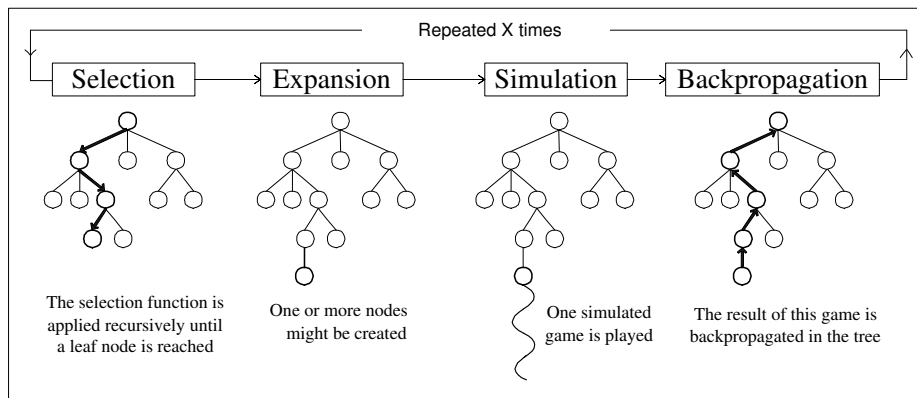 Repeated X times
Selection
Expansion
Simulation
Backpropagation
The selection function is
applied recursively until
a leaf node is reached
One or more nodes
might be created
One simulated
game is played
The result of this game is
backpropagated in the tree